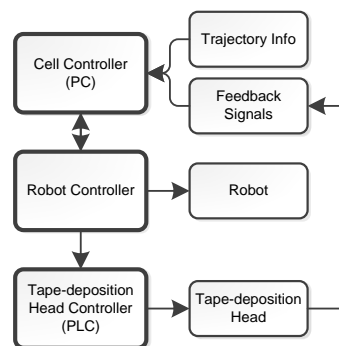 Trajectory Info
Cell Controller
(PC)
Feedback
Signals
Robot Controller
Robot
Tape-deposition
Head Controller
(PLC)
Tape-deposition
Head